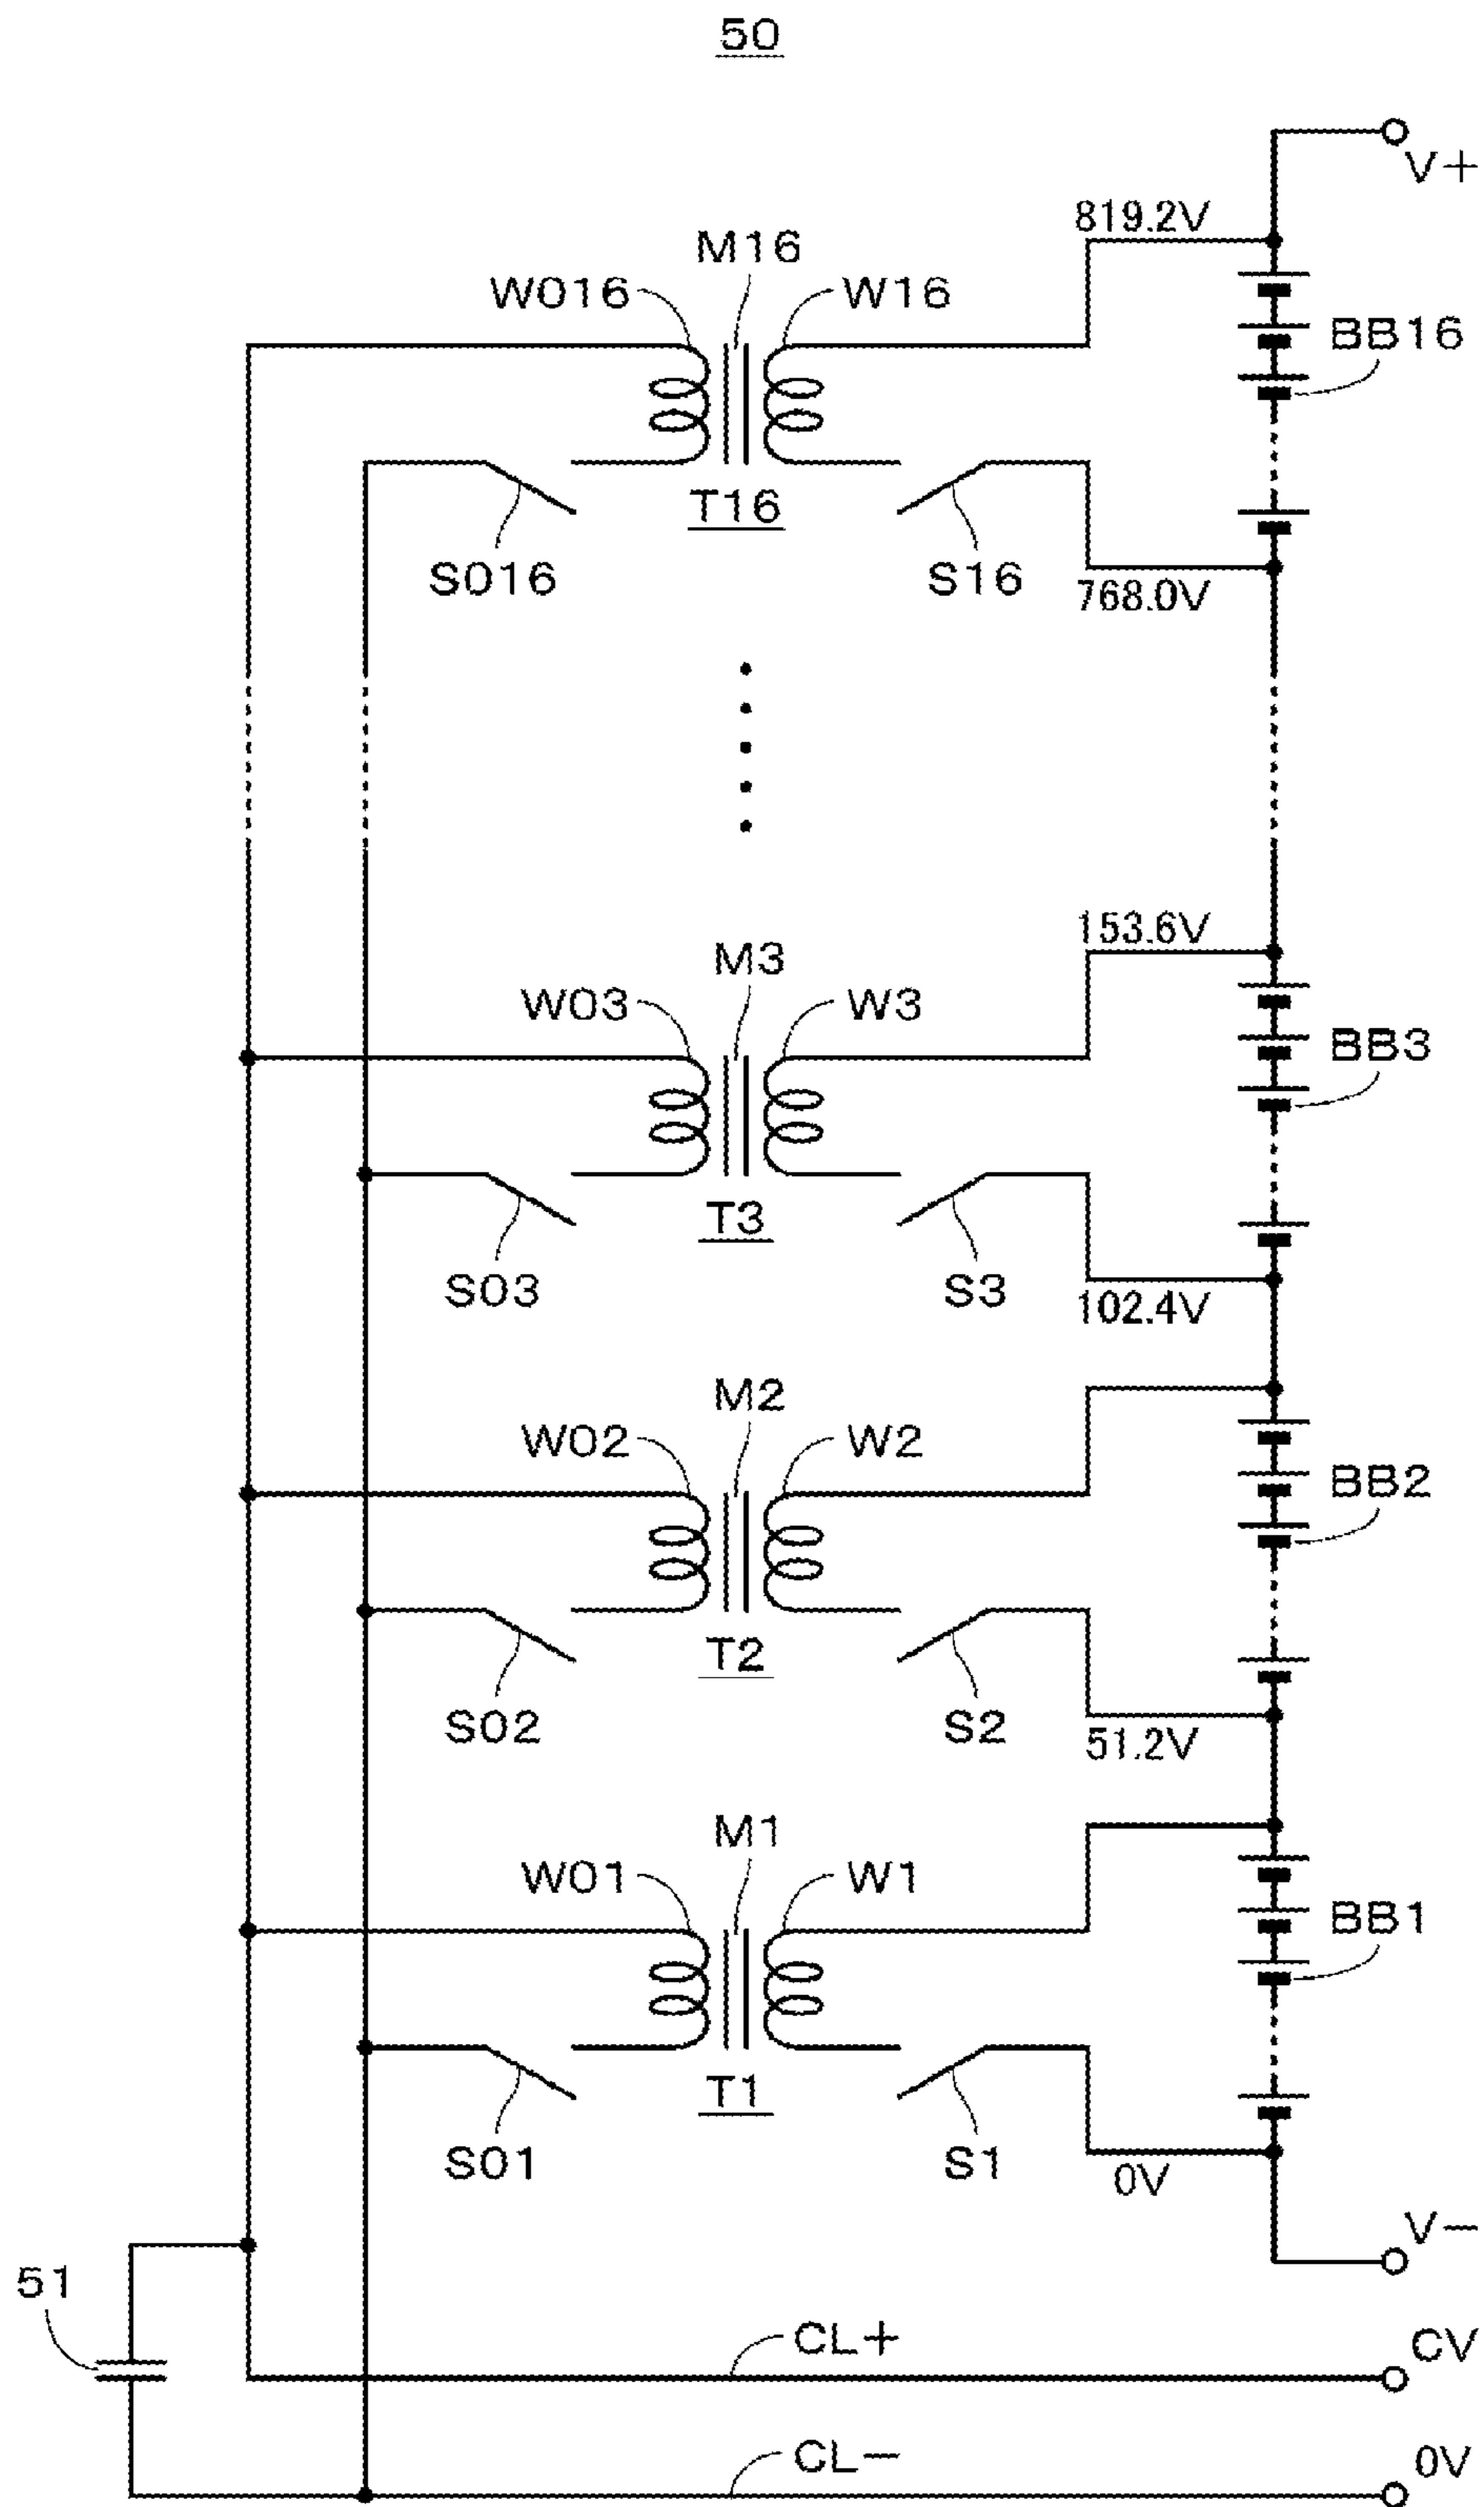 50
V+
819.2V
M16
W016
W16
BB16
T16
S016
S16
768.0V
153.6V
M3
W03
W3
BB3
T3
S03
S3
102.4V
M2
W02
W2
BB2
T2
S02
S2
51.2V
M1
W01
W1
BB1
T1
S01
S1
0V
V−
51
CL+
CV
CL−
0V